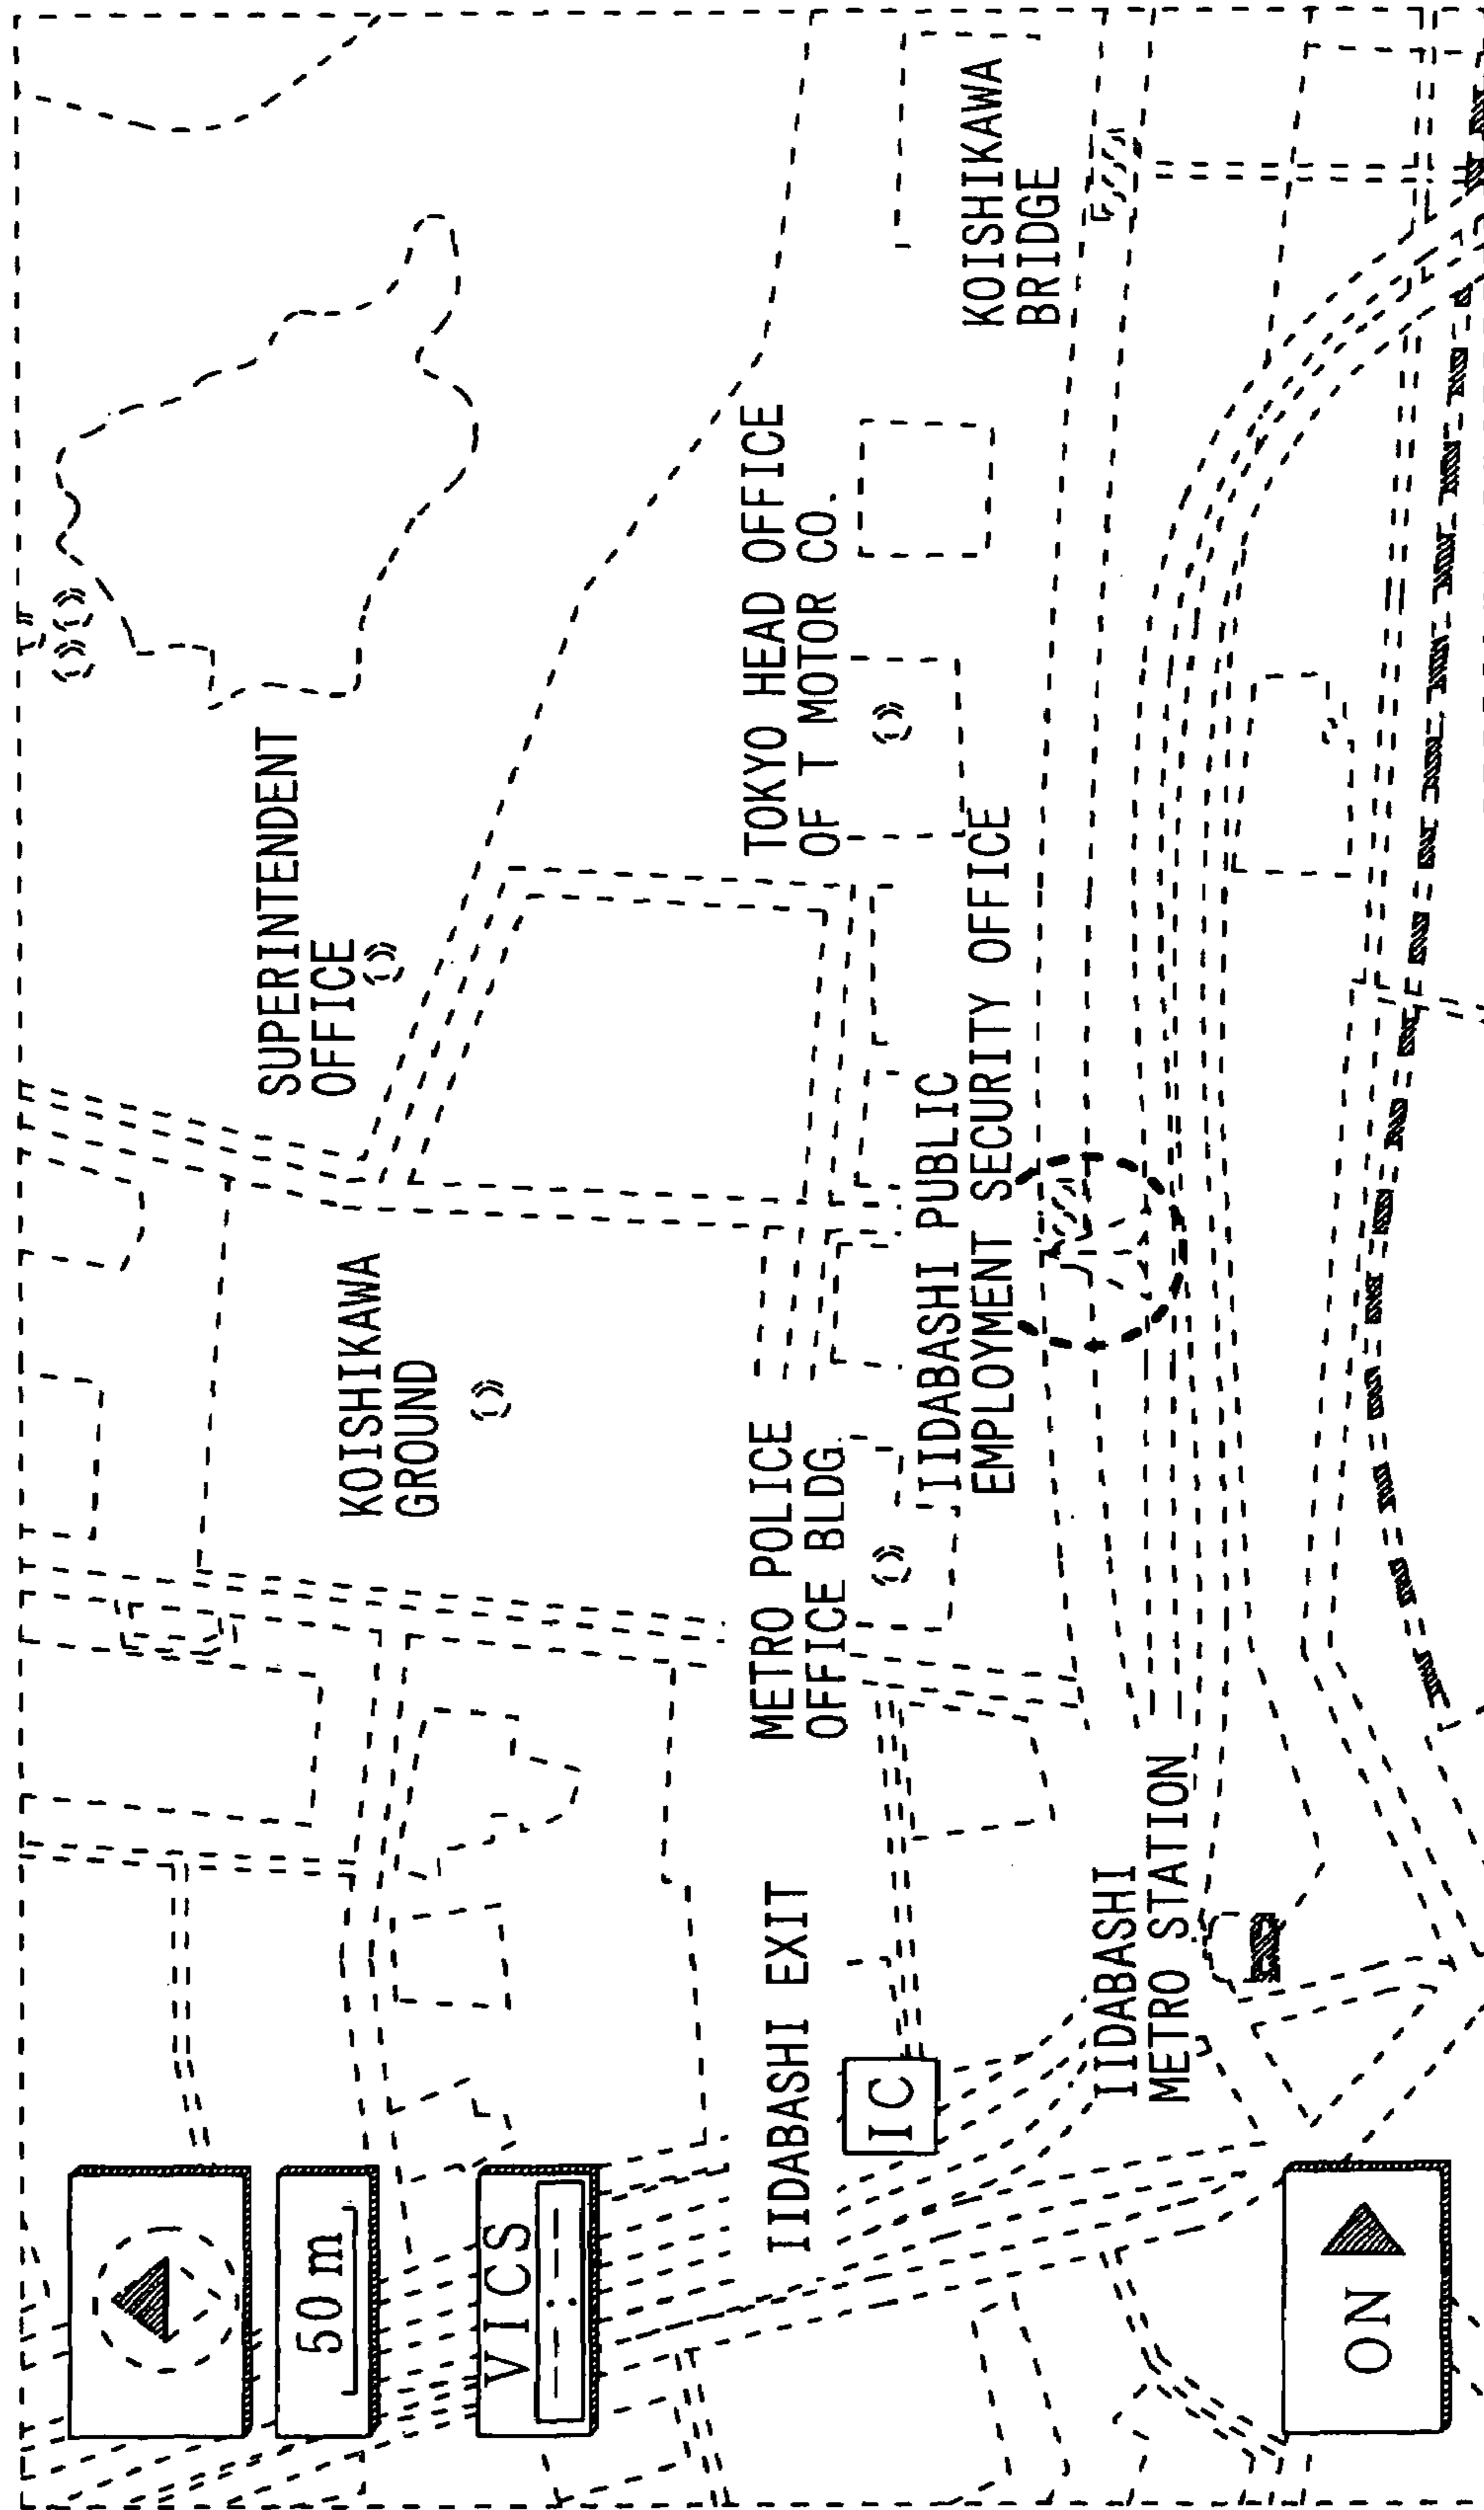 50m
VICS
--:--
ON
SUPERINTENDENT
OFFICE
KOISHIKAWA
GROUND
TOKYO HEAD OFFICE
OF T MOTOR CO.
METRO POLICE
OFFICE BLDG.
IIDABASHI EXIT
IC
IIDABASHI PUBLIC
EMPLOYMENT SECURITY OFFICE
KOISHIKAWA
BRIDGE
IIDABASHI
METRO STATION